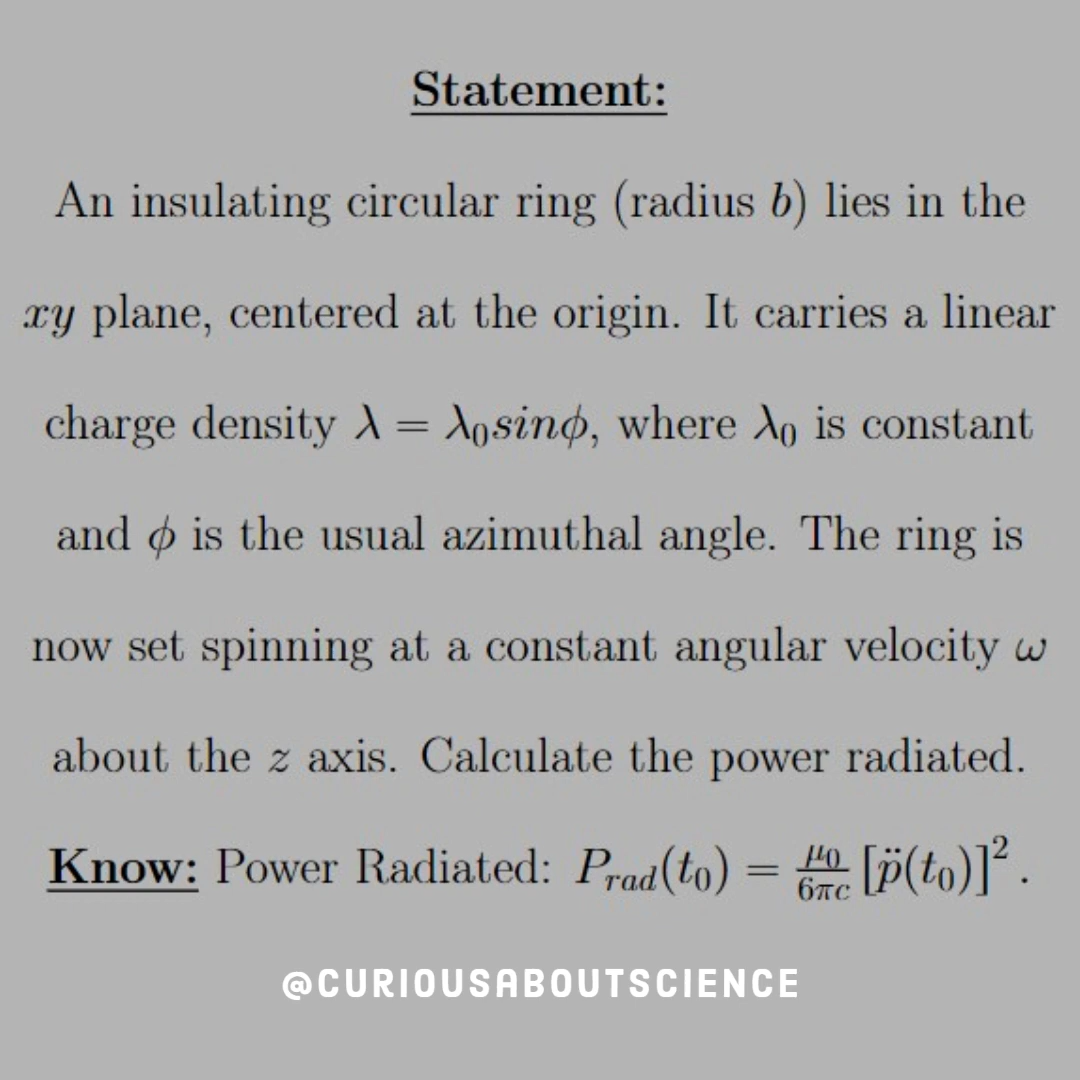 Statement:
An insulating circular ring (radius b) lies in the
xy plane, centered at the origin. It carries a linear
charge density λ = λ₀sinϕ, where λ₀ is constant
and ϕ is the usual azimuthal angle. The ring is
now set spinning at a constant angular velocity ω
about the z axis. Calculate the power radiated.
Know: Power Radiated: P_rad(t₀) = μ₀/6πc [p̈(t₀)]².
@CURIOUSABOUTSCIENCE